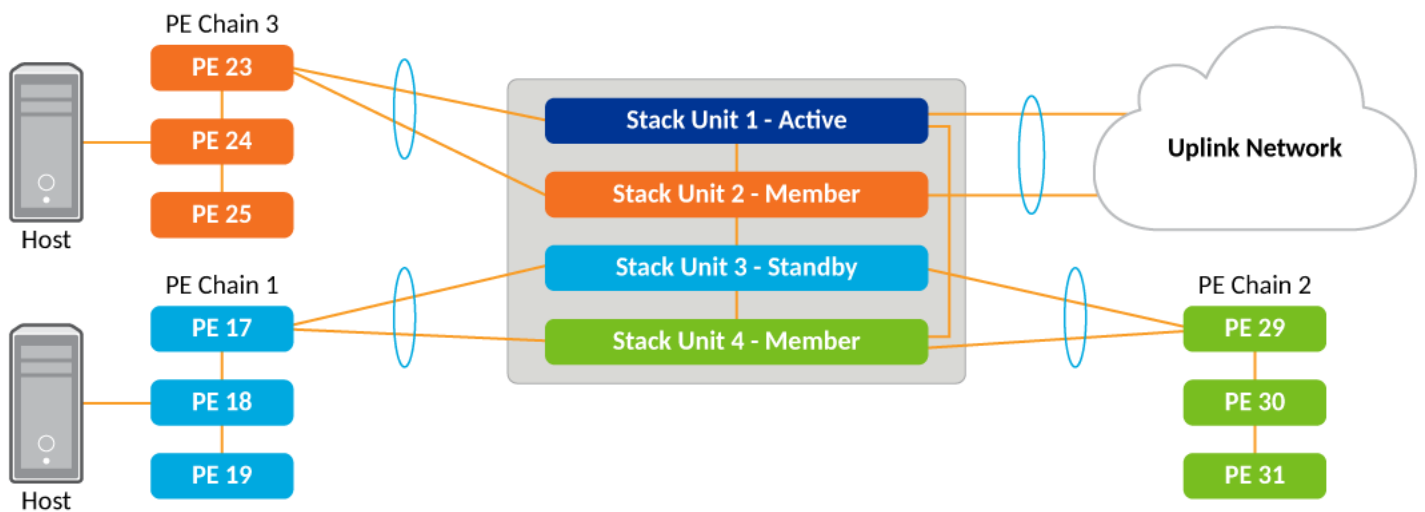 PE Chain 3
PE 23
PE 24
PE 25
Host
PE Chain 1
PE 17
PE 18
PE 19
Host
Stack Unit 1 - Active
Stack Unit 2 - Member
Stack Unit 3 - Standby
Stack Unit 4 - Member
Uplink Network
PE Chain 2
PE 29
PE 30
PE 31